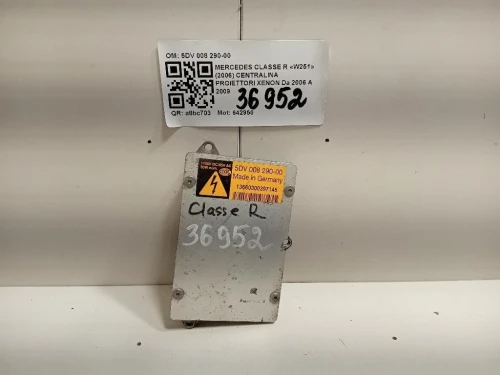 OM: 5DV 008 290-00
MERCEDES CLASSE R «W251»
(2006) CENTRALINA
PROIETTORI XENON Da 2006 A
2009
36952
QR: a8bc703 Mot: 642950
5DV 008 290-00
Made in Germany
Classe R
36952